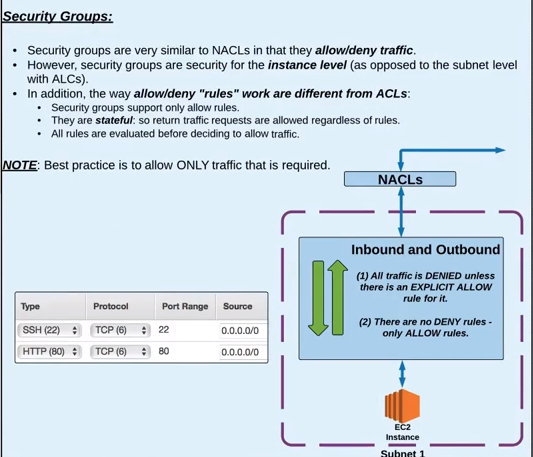 Security Groups:
• Security groups are very similar to NACLs in that they allow/deny traffic.
• However, security groups are security for the instance level (as opposed to the subnet level
with ALCs).
• In addition, the way allow/deny "rules" work are different from ACLs:
• Security groups support only allow rules.
• They are stateful: so return traffic requests are allowed regardless of rules.
• All rules are evaluated before deciding to allow traffic.
NOTE: Best practice is to allow ONLY traffic that is required.
NACLs
Inbound and Outbound
(1) All traffic is DENIED unless
there is an EXPLICIT ALLOW
rule for it.
(2) There are no DENY rules -
only ALLOW rules.
Type Protocol Port Range Source
SSH (22) TCP (6) 22 0.0.0.0/0
HTTP (80) TCP (6) 80 0.0.0.0/0
EC2
Instance
Subnet 1